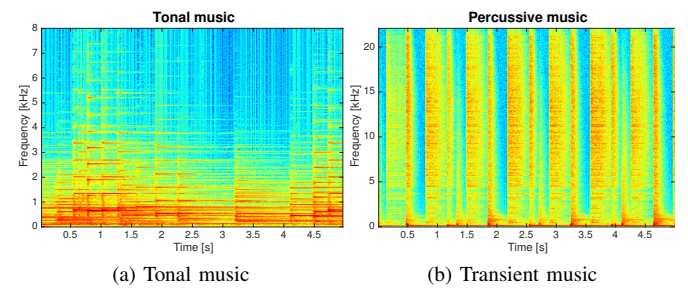 Tonal music
Frequency [kHz]
8
7
6
5
4
3
2
1
0
0.5 1 1.5 2 2.5 3 3.5 4 4.5
Time [s]
(a) Tonal music
Percussive music
Frequency [kHz]
20
15
10
5
0
0.5 1 1.5 2 2.5 3 3.5 4 4.5
Time [s]
(b) Transient music